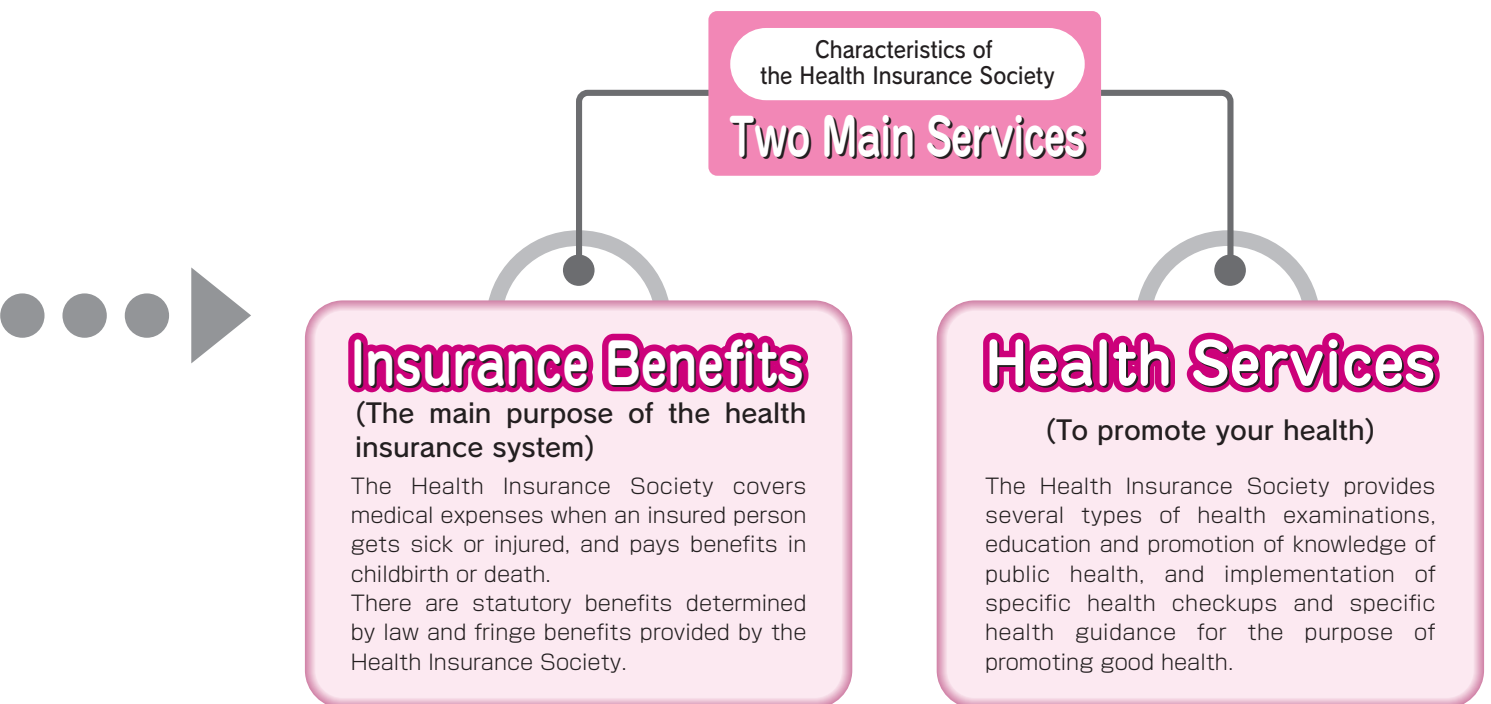 Characteristics of
the Health Insurance Society
Two Main Services
Insurance Benefits
(The main purpose of the health
insurance system)
The Health Insurance Society covers
medical expenses when an insured person
gets sick or injured, and pays benefits in
childbirth or death.
There are statutory benefits determined
by law and fringe benefits provided by the
Health Insurance Society.
Health Services
(To promote your health)
The Health Insurance Society provides
several types of health examinations,
education and promotion of knowledge of
public health, and implementation of
specific health checkups and specific
health guidance for the purpose of
promoting good health.